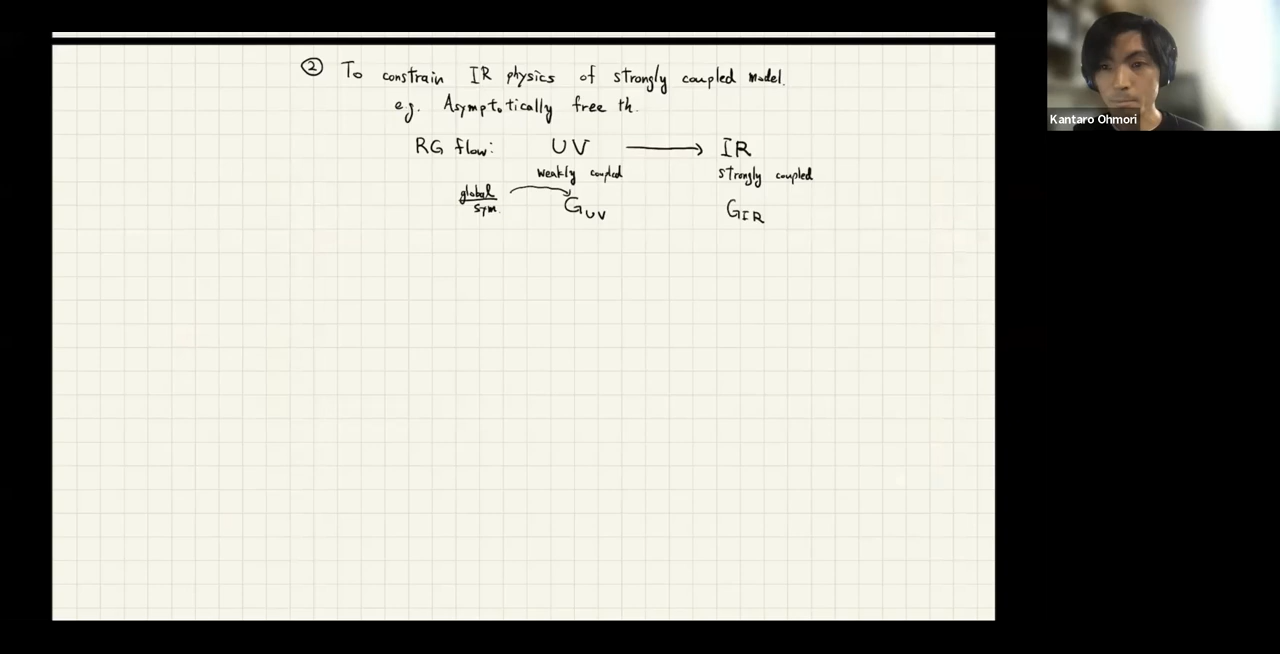 ② To constrain IR physics of strongly coupled model.
e.g. Asymptotically free th.
RG flow: UV → IR
weakly coupled strongly coupled
global sym. G_UV G_IR
Kantaro Ohmori